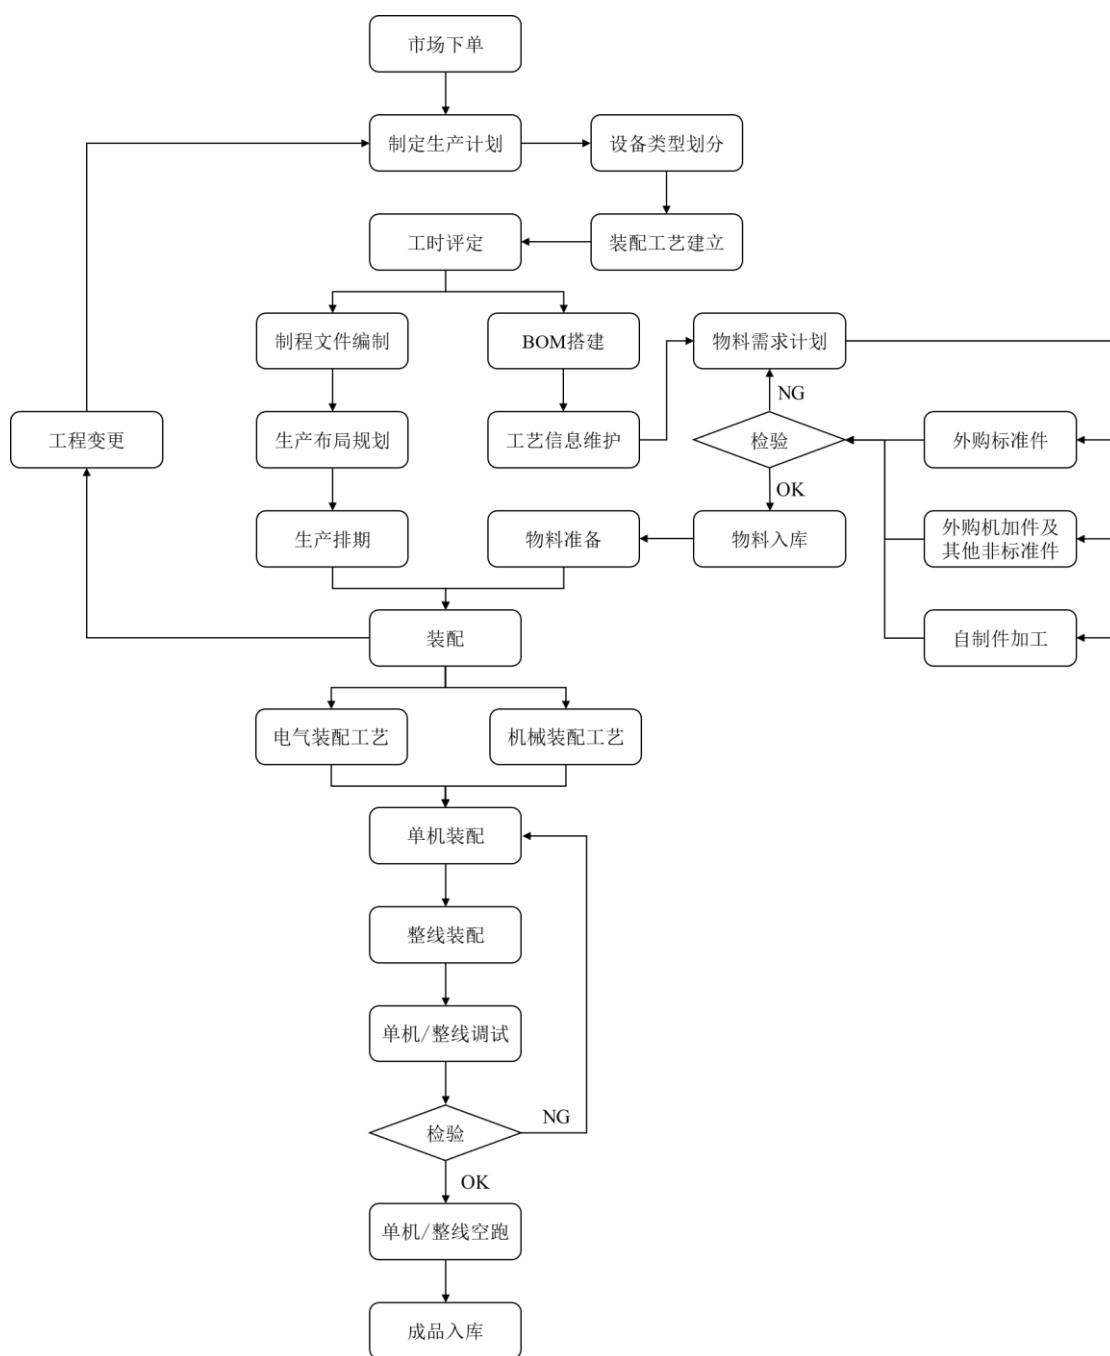 市场下单
制定生产计划
设备类型划分
工时评定
装配工艺建立
制程文件编制
BOM搭建
物料需求计划
NG
工程变更
生产布局规划
工艺信息维护
检验
外购标准件
OK
生产排期
物料准备
物料入库
外购机加件及
其他非标准件
装配
自制件加工
电气装配工艺
机械装配工艺
单机装配
整线装配
单机/整线调试
检验
NG
OK
单机/整线空跑
成品入库